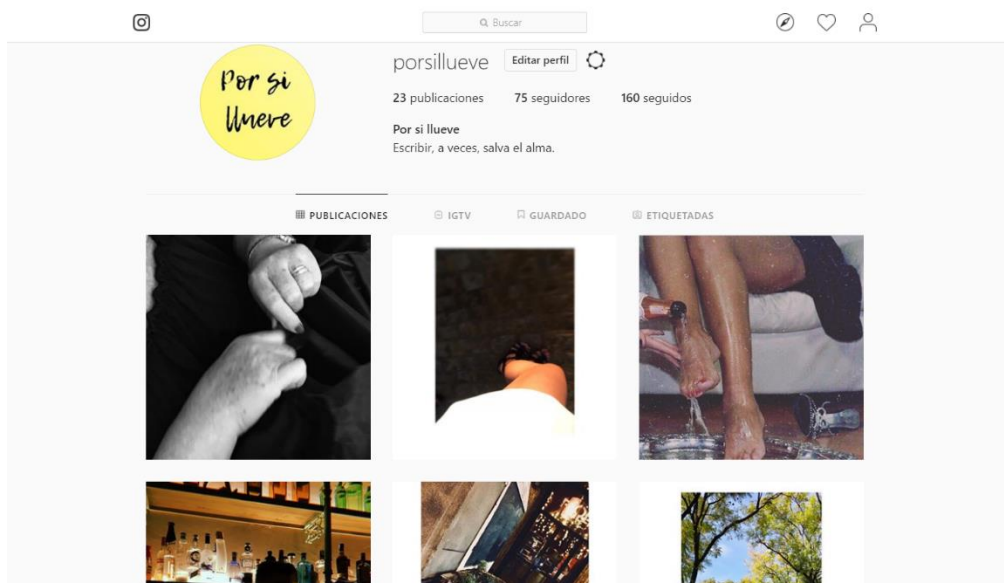 Buscar
Por si
llueve
porsillueve Editar perfil
23 publicaciones 75 seguidores 160 seguidos
Por si llueve
Escribir, a veces, salva el alma.
PUBLICACIONES IGTV GUARDADO ETIQUETADAS